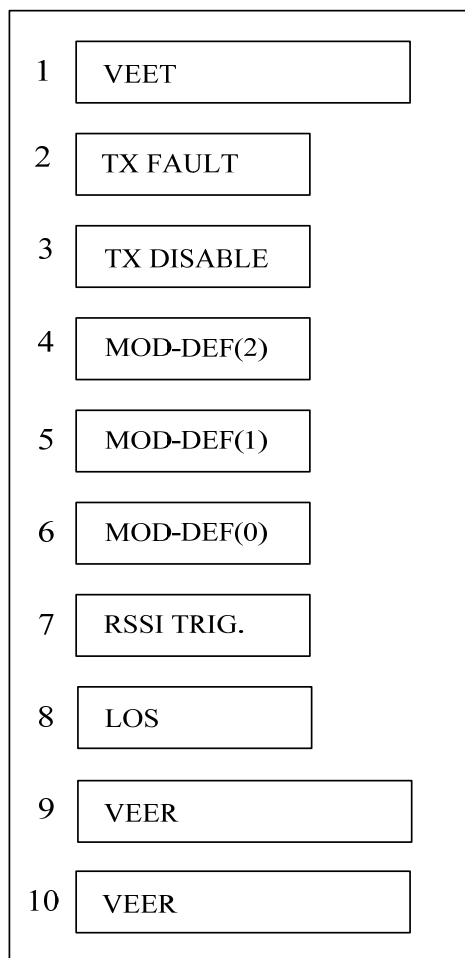 1 VEET
2 TX FAULT
3 TX DISABLE
4 MOD-DEF(2)
5 MOD-DEF(1)
6 MOD-DEF(0)
7 RSSI TRIG.
8 LOS
9 VEER
10 VEER